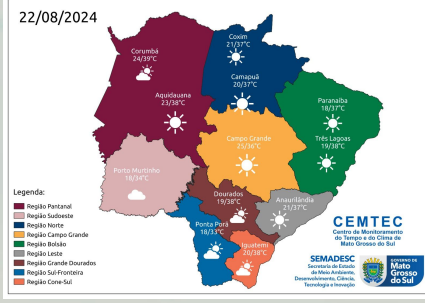 22/08/2024
Coxim
21/37°C
Corumbá
24/39°C
Camapuã
20/37°C
Aquidauana
23/38°C
Paranaíba
18/37°C
Campo Grande
25/36°C
Três Lagoas
19/38°C
Porto Murtinho
18/34°C
Dourados
19/38°C
Anaurilândia
21/37°C
Ponta Porã
18/33°C
Iguatemi
20/38°C
Legenda:
Região Pantanal
Região Sudoeste
Região Norte
Região Campo Grande
Região Bolsão
Região Leste
Região Grande Dourados
Região Sul-Fronteira
Região Cone-Sul
CEMTEC
Centro de Monitoramento
do Tempo e do Clima de
Mato Grosso do Sul
SEMADESC
Secretaria de Estado
de Meio Ambiente,
Desenvolvimento, Ciência,
Tecnologia e Inovação
GOVERNO DE
Mato
Grosso
do Sul